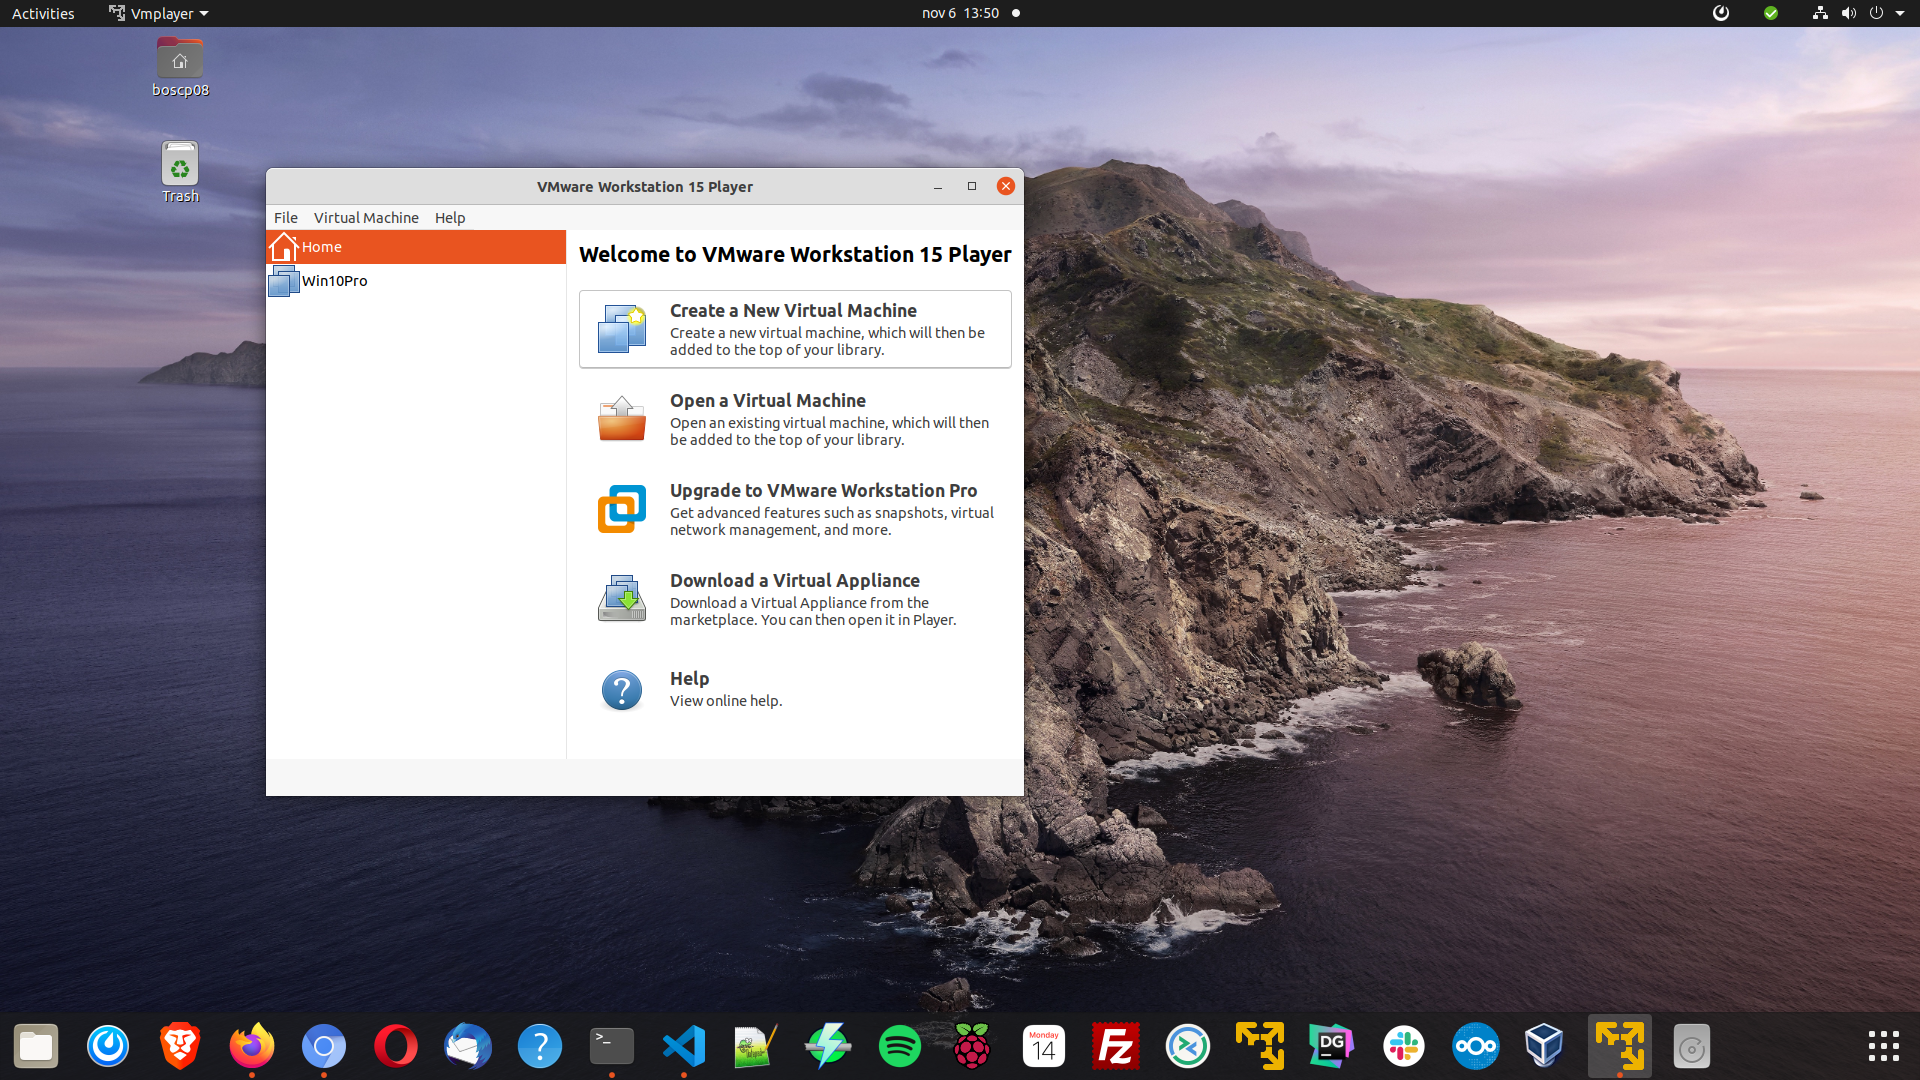 Activities
Vmplayer
nov 6 13:50
boscp08
Trash
VMware Workstation 15 Player
File Virtual Machine Help
Home
Win10Pro
Welcome to VMware Workstation 15 Player
Create a New Virtual Machine
Create a new virtual machine, which will then be
added to the top of your library.
Open a Virtual Machine
Open an existing virtual machine, which will then
be added to the top of your library.
Upgrade to VMware Workstation Pro
Get advanced features such as snapshots, virtual
network management, and more.
Download a Virtual Appliance
Download a Virtual Appliance from the
marketplace. You can then open it in Player.
?
Help
View online help.
?
>_
Monday
14
Fz
DG